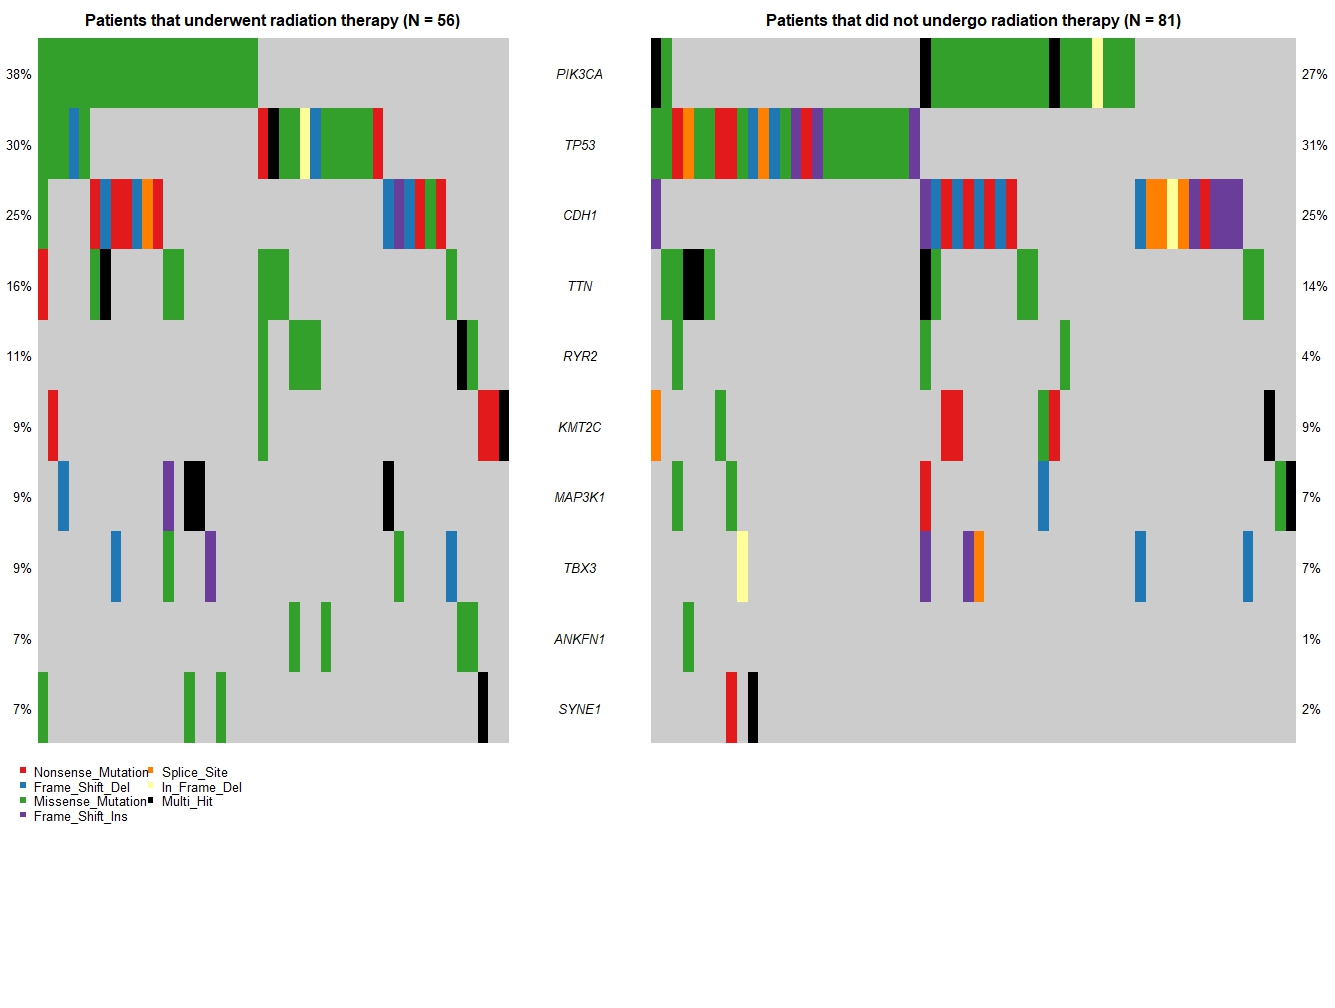 Patients that underwent radiation therapy (N = 56) Patients that did not undergo radiation therapy (N = 81)
38% PIK3CA 27%
30% TP53 31%
25% CDH1 25%
16% TTN 14%
11% RYR2 4%
9% KMT2C 9%
9% MAP3K1 7%
9% TBX3 7%
7% ANKFN1 1%
7% SYNE1 2%
Nonsense_Mutation Splice_Site
Frame_Shift_Del In_Frame_Del
Missense_Mutation Multi_Hit
Frame_Shift_Ins